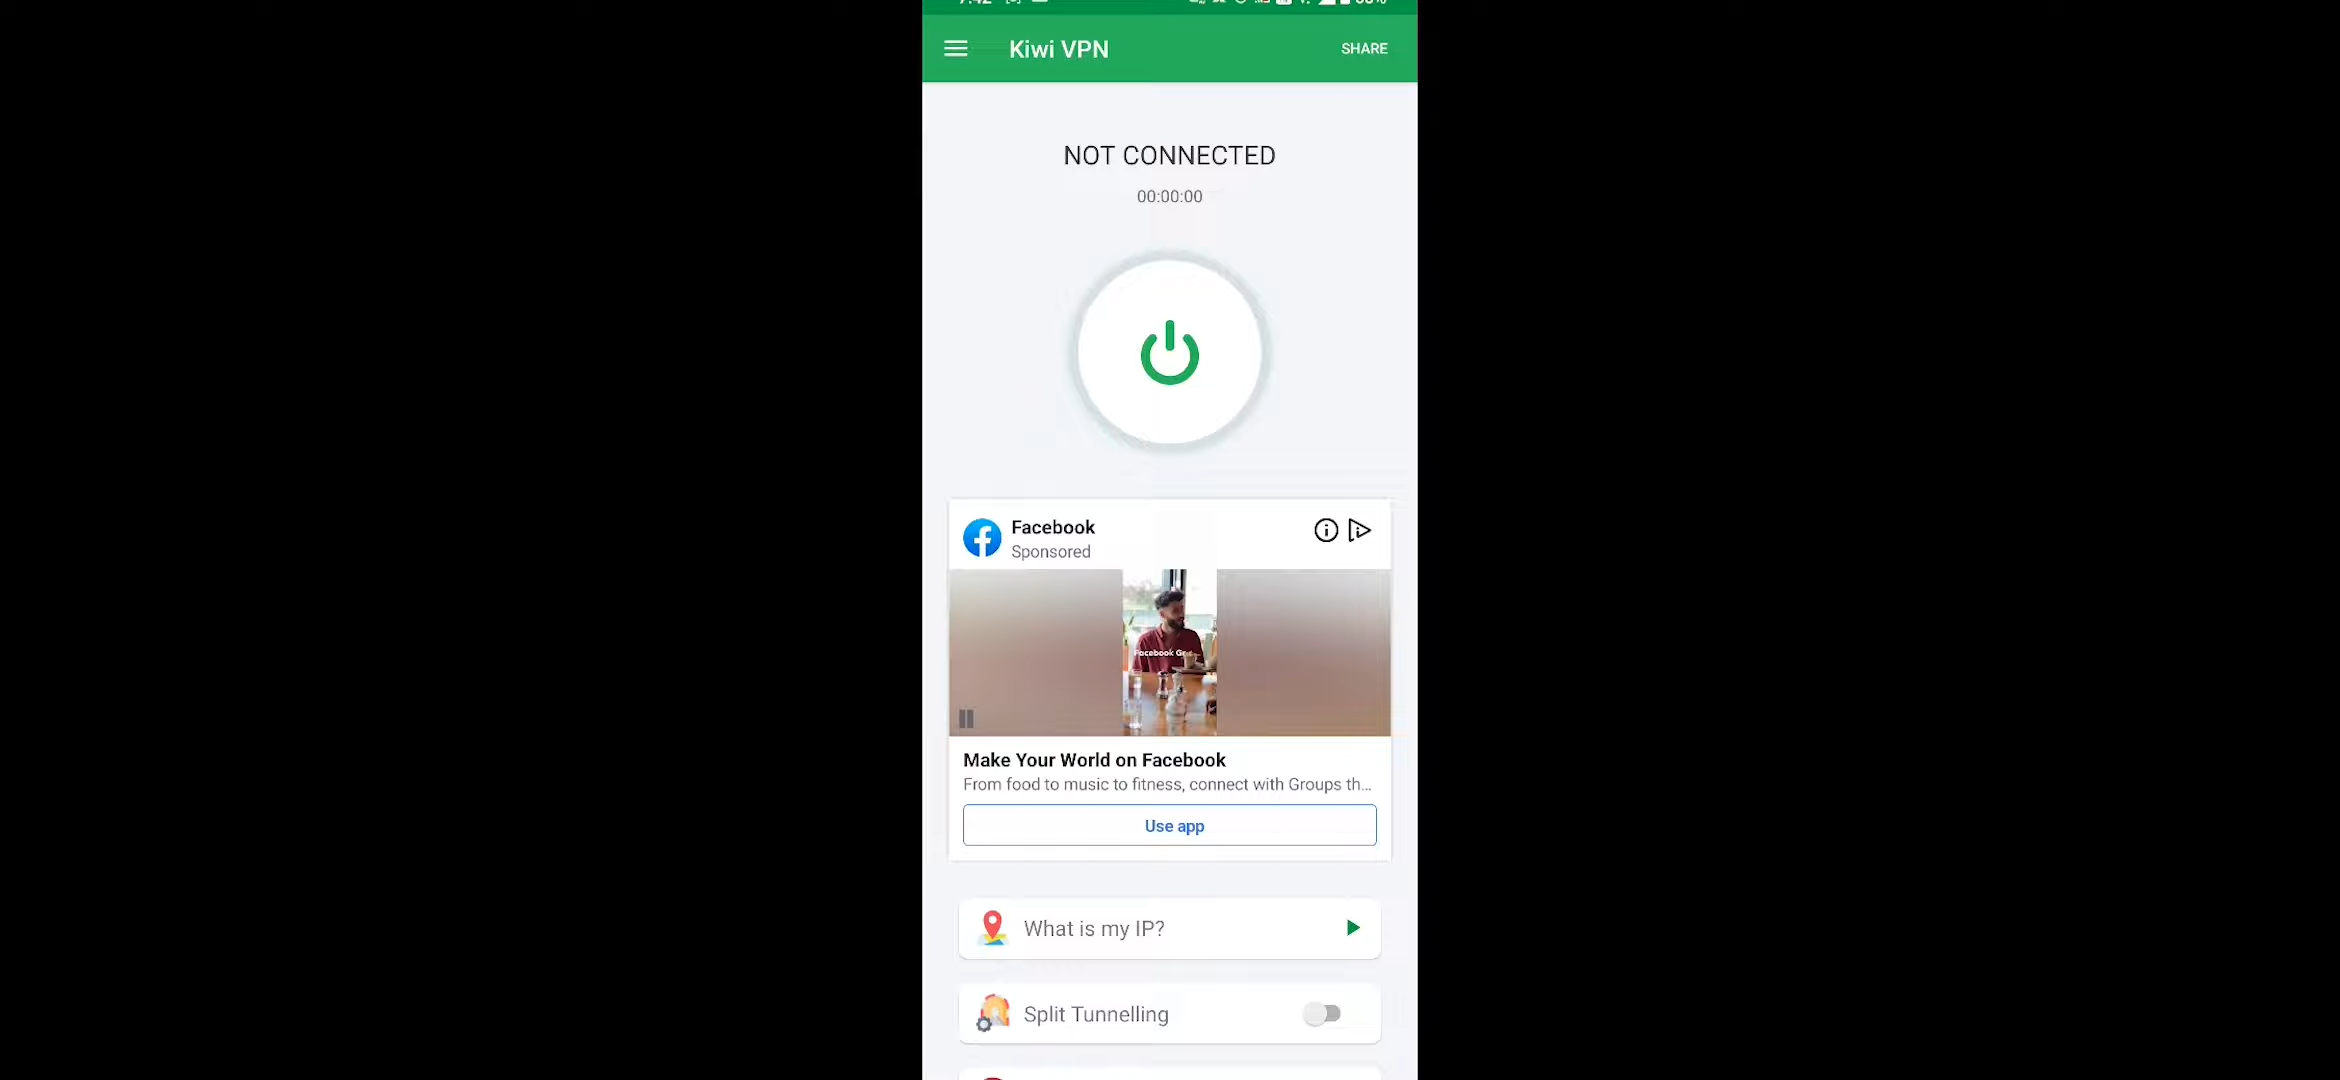 Kiwi VPN
SHARE
NOT CONNECTED
00:00:00
Facebook
Sponsored
Make Your World on Facebook
From food to music to fitness, connect with Groups th...
Use app
What is my IP?
Split Tunnelling